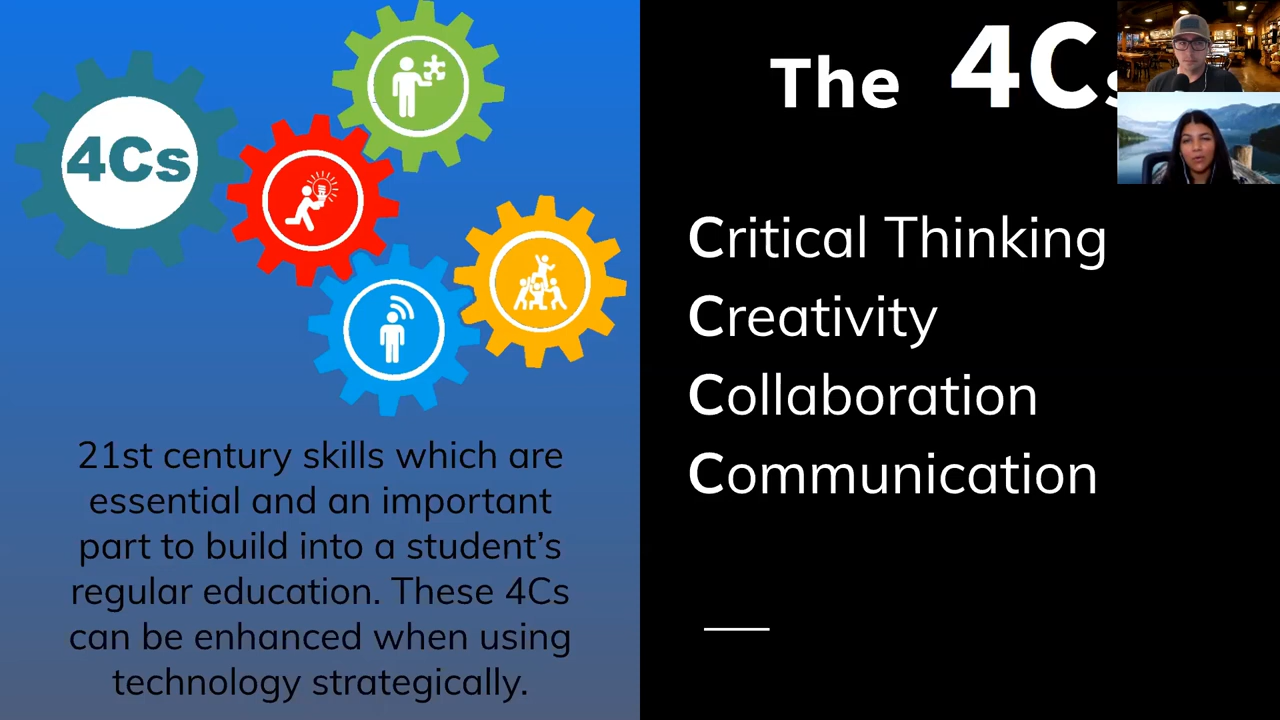 4Cs
21st century skills which are
essential and an important
part to build into a student's
regular education. These 4Cs
can be enhanced when using
technology strategically.
The 4Cs
Critical Thinking
Creativity
Collaboration
Communication